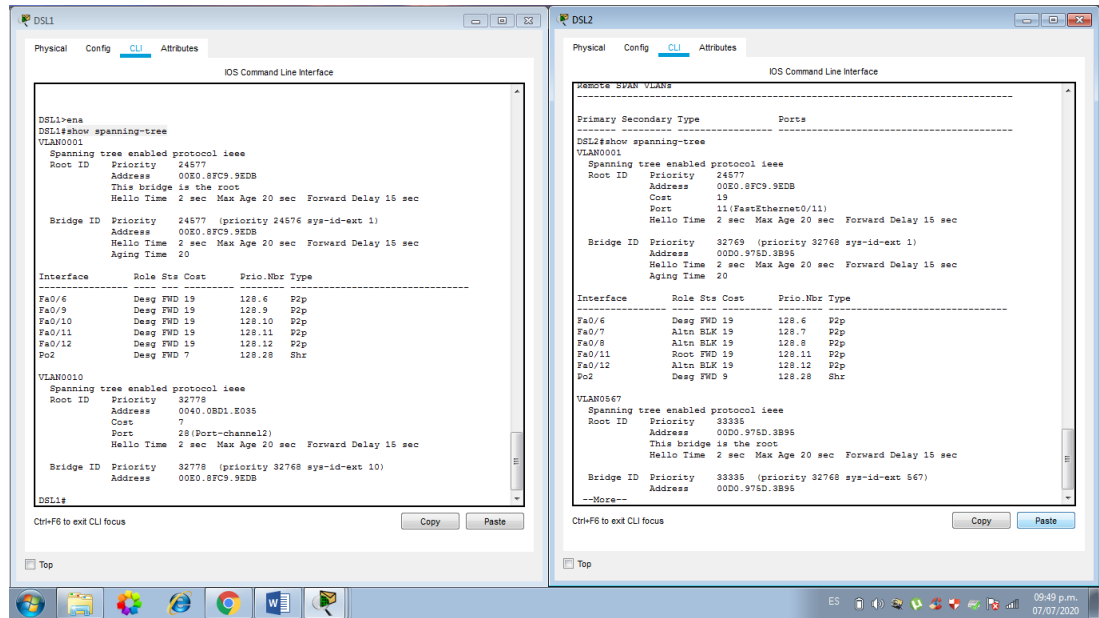 DSL1
Physical Config CLI Attributes
IOS Command Line Interface
DSL1>ena
DSL1#show spanning-tree
VLAN0001
Spanning tree enabled protocol ieee
Root ID Priority 24577
Address 00E0.8FC9.9EDB
This bridge is the root
Hello Time 2 sec Max Age 20 sec Forward Delay 15 sec
Bridge ID Priority 24577 (priority 24576 sys-id-ext 1)
Address 00E0.8FC9.9EDB
Hello Time 2 sec Max Age 20 sec Forward Delay 15 sec
Aging Time 20
Interface Role Sts Cost Prio.Nbr Type
---------------- ---- --- --------- -------- --------------------------------
Fa0/6 Desg FWD 19 128.6 P2p
Fa0/9 Desg FWD 19 128.9 P2p
Fa0/10 Desg FWD 19 128.10 P2p
Fa0/11 Desg FWD 19 128.11 P2p
Fa0/12 Desg FWD 19 128.12 P2p
Po2 Desg FWD 7 128.28 Shr
VLAN0010
Spanning tree enabled protocol ieee
Root ID Priority 32778
Address 0040.0BD1.E035
Cost 7
Port 28(Port-channel2)
Hello Time 2 sec Max Age 20 sec Forward Delay 15 sec
Bridge ID Priority 32778 (priority 32768 sys-id-ext 10)
Address 00E0.8FC9.9EDB
DSL1#
Ctrl+F6 to exit CLI focus
Copy Paste
Top
DSL2
Physical Config CLI Attributes
IOS Command Line Interface
Remote SPAN VLANs
------------------------------------------------------------------------------
Primary Secondary Type Ports
------- --------- ----------------- ------------------------------------------
DSL2#show spanning-tree
VLAN0001
Spanning tree enabled protocol ieee
Root ID Priority 24577
Address 00E0.8FC9.9EDB
Cost 19
Port 11(FastEthernet0/11)
Hello Time 2 sec Max Age 20 sec Forward Delay 15 sec
Bridge ID Priority 32769 (priority 32768 sys-id-ext 1)
Address 00D0.975D.3B95
Hello Time 2 sec Max Age 20 sec Forward Delay 15 sec
Aging Time 20
Interface Role Sts Cost Prio.Nbr Type
---------------- ---- --- --------- -------- --------------------------------
Fa0/6 Desg FWD 19 128.6 P2p
Fa0/7 Altn BLK 19 128.7 P2p
Fa0/8 Altn BLK 19 128.8 P2p
Fa0/11 Root FWD 19 128.11 P2p
Fa0/12 Altn BLK 19 128.12 P2p
Po2 Desg FWD 9 128.28 Shr
VLAN0567
Spanning tree enabled protocol ieee
Root ID Priority 33335
Address 00D0.975D.3B95
This bridge is the root
Hello Time 2 sec Max Age 20 sec Forward Delay 15 sec
Bridge ID Priority 33335 (priority 32768 sys-id-ext 567)
Address 00D0.975D.3B95
--More--
Ctrl+F6 to exit CLI focus
Copy Paste
Top
ES
09:49 p.m.
07/07/2020